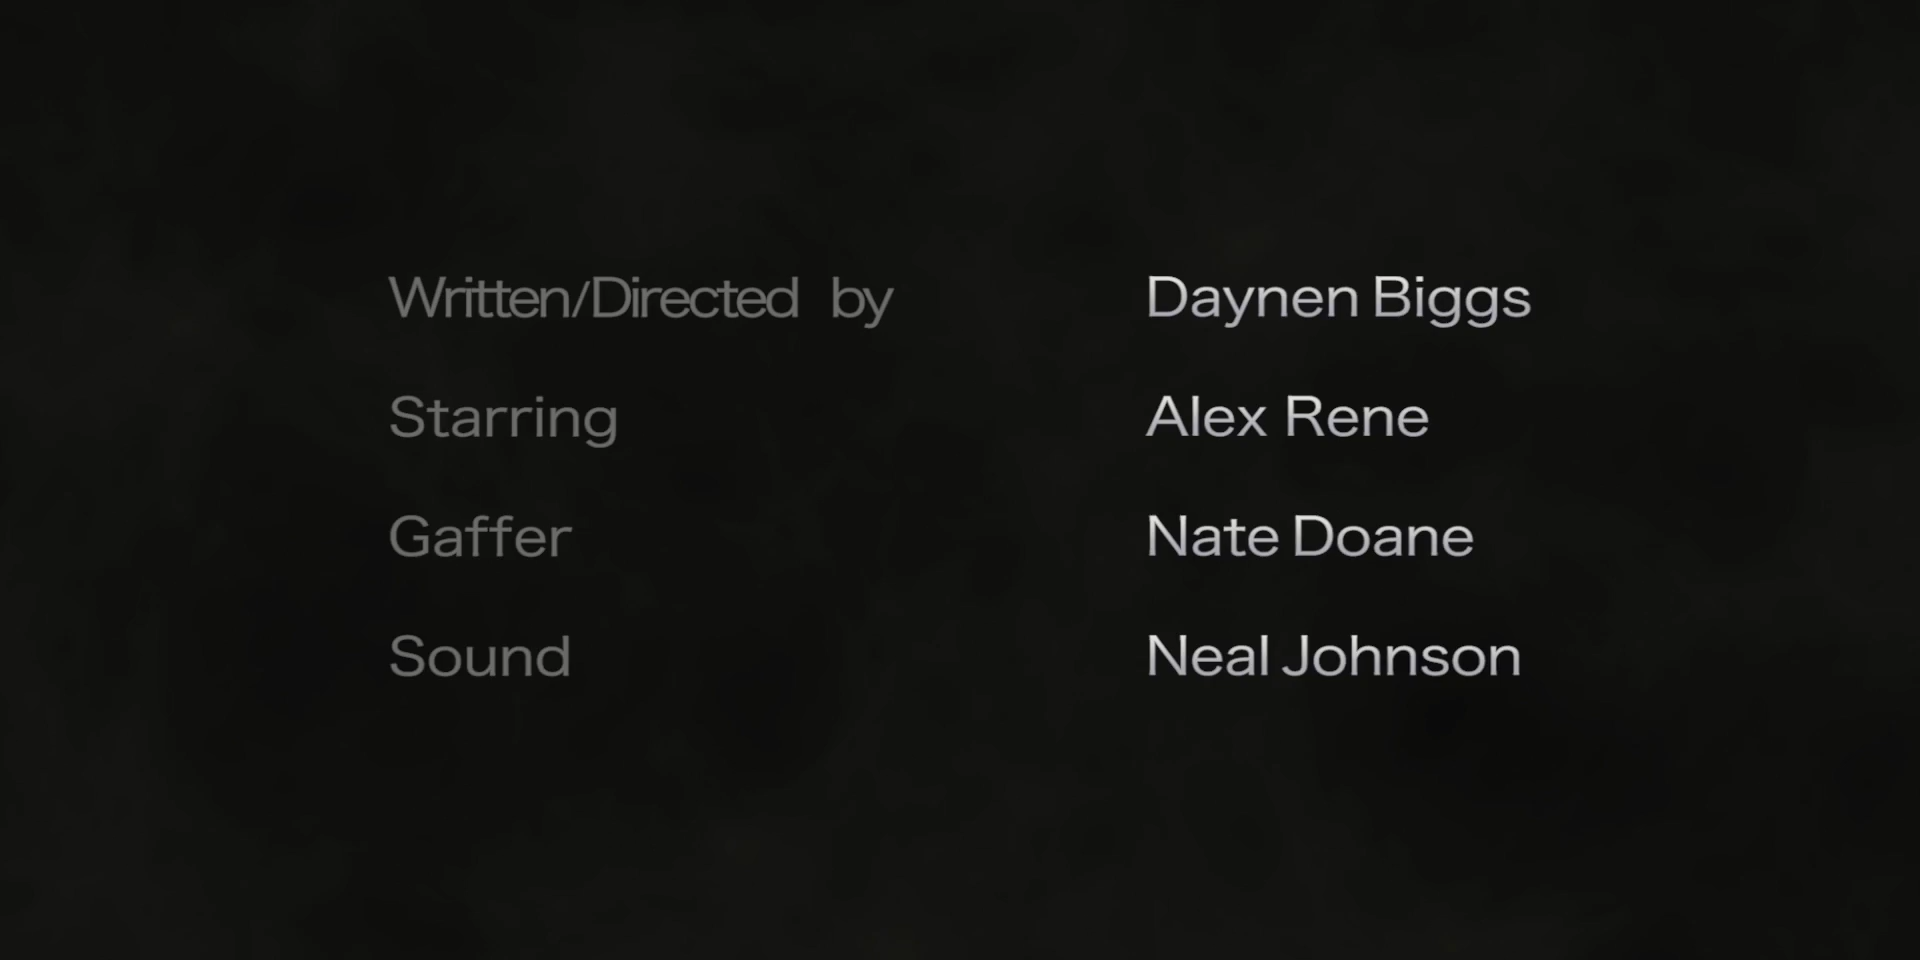 Written/Directed by Daynen Biggs
Starring Alex Rene
Gaffer Nate Doane
Sound Neal Johnson